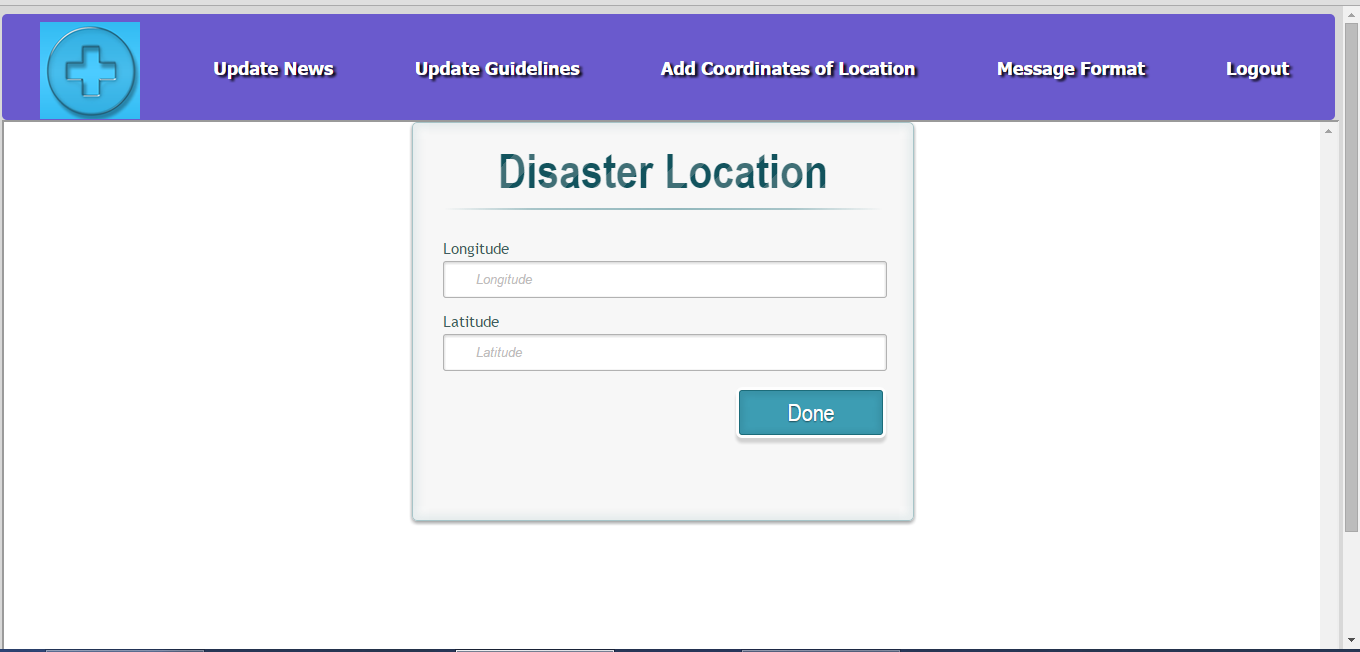 Update News Update Guidelines Add Coordinates of Location Message Format Logout
Disaster Location
Longitude
Longitude
Latitude
Latitude
Done